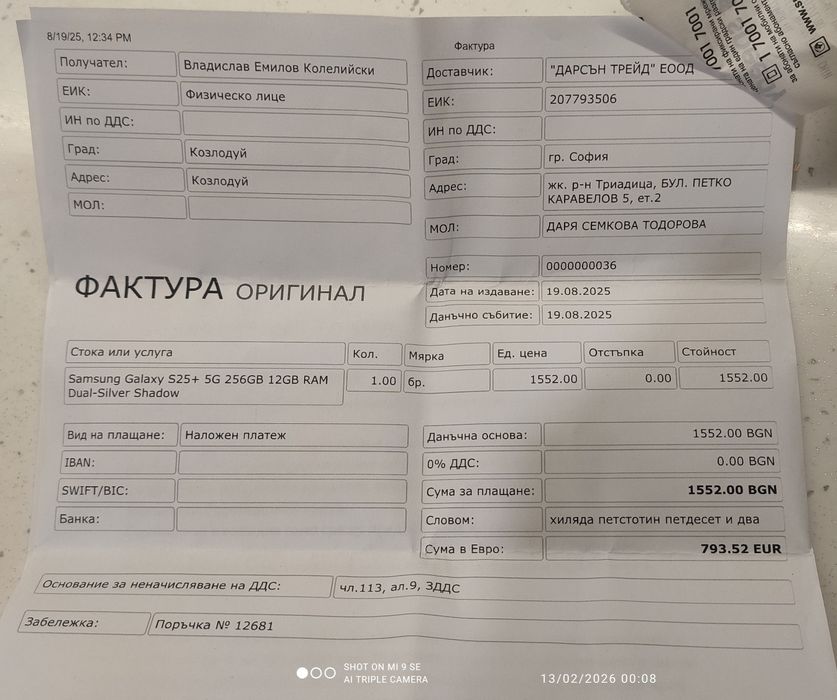 8/19/25, 12:34 PM
Фактура
Получател: Владислав Емилов Колелийски
ЕИК: Физическо лице
ИН по ДДС:
Град: Козлодуй
Адрес: Козлодуй
МОЛ:
Доставчик: "ДАРСЪН ТРЕЙД" ЕООД
ЕИК: 207793506
ИН по ДДС:
Град: гр. София
Адрес: жк. р-н Триадица, БУЛ. ПЕТКО
КАРАВЕЛОВ 5, ет.2
МОЛ: ДАРЯ СЕМКОВА ТОДОРОВА
ФАКТУРА ОРИГИНАЛ
Номер: 0000000036
Дата на издаване: 19.08.2025
Данъчно събитие: 19.08.2025
Стока или услуга Кол. Мярка Ед. цена Отстъпка Стойност
Samsung Galaxy S25+ 5G 256GB 12GB RAM
Dual-Silver Shadow 1.00 бр. 1552.00 0.00 1552.00
Вид на плащане: Наложен платеж
IBAN:
SWIFT/BIC:
Банка:
Данъчна основа: 1552.00 BGN
0% ДДС: 0.00 BGN
Сума за плащане: 1552.00 BGN
Словом: хиляда петстотин петдесет и два
Сума в Евро: 793.52 EUR
Основание за неначисляване на ДДС: чл.113, ал.9, ЗДДС
Забележка: Поръчка № 12681
SHOT ON MI 9 SE
AI TRIPLE CAMERA
13/02/2026 00:08